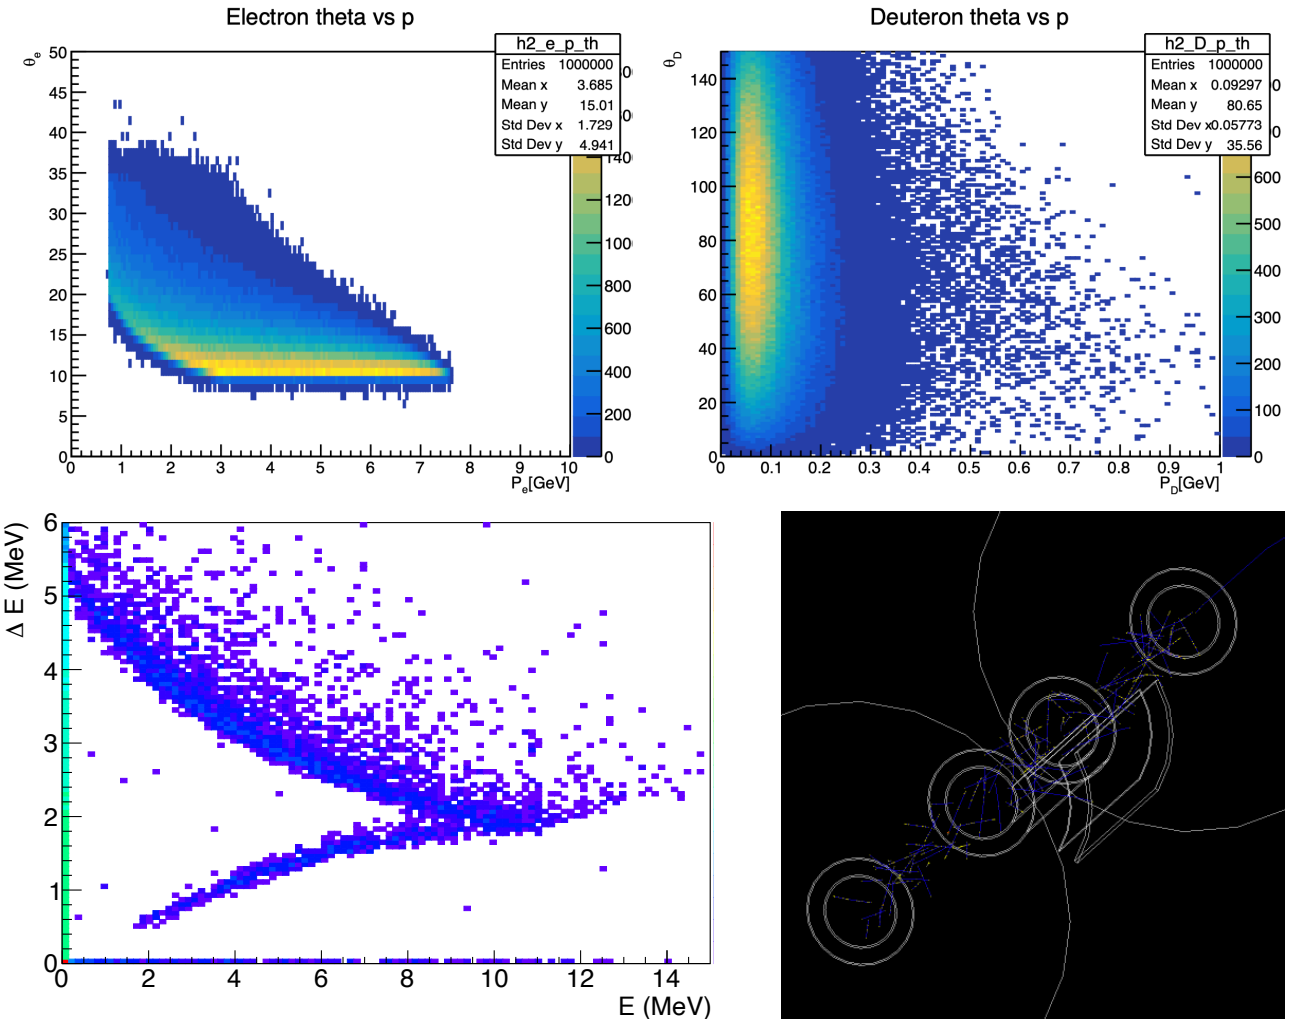 Electron theta vs p
h2_e_p_th
Entries 1000000
Mean x 3.685
Mean y 15.01
Std Dev x 1.729
Std Dev y 4.941
θe
50
45
40
35
30
25
20
15
10
5
0
0 1 2 3 4 5 6 7 8 9 10
Pe[GeV]
1000
800
600
400
200
0
Deuteron theta vs p
h2_D_p_th
Entries 1000000
Mean x 0.09297
Mean y 80.65
Std Dev x0.05773
Std Dev y 35.56
θD
140
120
100
80
60
40
20
0
0 0.1 0.2 0.3 0.4 0.5 0.6 0.7 0.8 0.9 1
PD[GeV]
600
500
400
300
200
100
0
Δ E (MeV)
6
5
4
3
2
1
0
0 2 4 6 8 10 12 14
E (MeV)